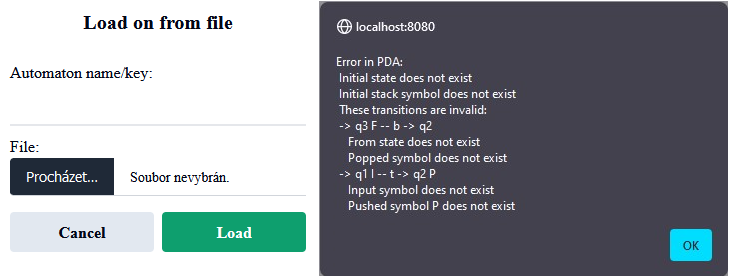 Load on from file
Automaton name/key:
File:
Procházet...
Soubor nevybrán.
Cancel
Load
localhost:8080
Error in PDA:
Initial state does not exist
Initial stack symbol does not exist
These transitions are invalid:
-> q3 F -- b -> q2
From state does not exist
Popped symbol does not exist
-> q1 I -- t -> q2 P
Input symbol does not exist
Pushed symbol P does not exist
OK